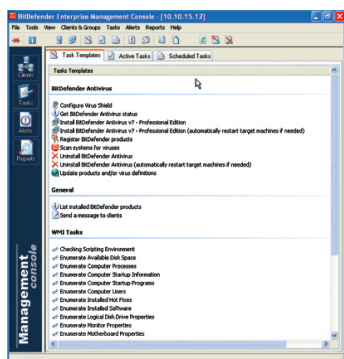 BitDefender Enterprise Management Console - [10.10.15.12]
File Tools View Clients & Groups Tasks Alerts Reports Help
Task Templates Active Tasks Scheduled Tasks
Tasks Templates
Clients
Tasks
Alerts
Reports
Management console
BitDefender Antivirus
Configure Virus Shield
Get BitDefender Antivirus status
Install BitDefender Antivirus v7 - Professional Edition
Install BitDefender Antivirus v7 - Professional Edition (automatically restart target machines if needed)
Register BitDefender products
Scan systems for viruses
Uninstall BitDefender Antivirus
Uninstall BitDefender Antivirus (automatically restart target machines if needed)
Update products and/or virus definitions
General
List installed BitDefender products
Send a message to clients
WMI Tasks
Checking Scripting Environment
Enumerate Available Disk Space
Enumerate Computer Processes
Enumerate Computer Startup Information
Enumerate Computer Startup Programs
Enumerate Computer Users
Enumerate Installed Hot Fixes
Enumerate Installed Software
Enumerate Logical Disk Drive Properties
Enumerate Monitor Properties
Enumerate Motherboard Properties